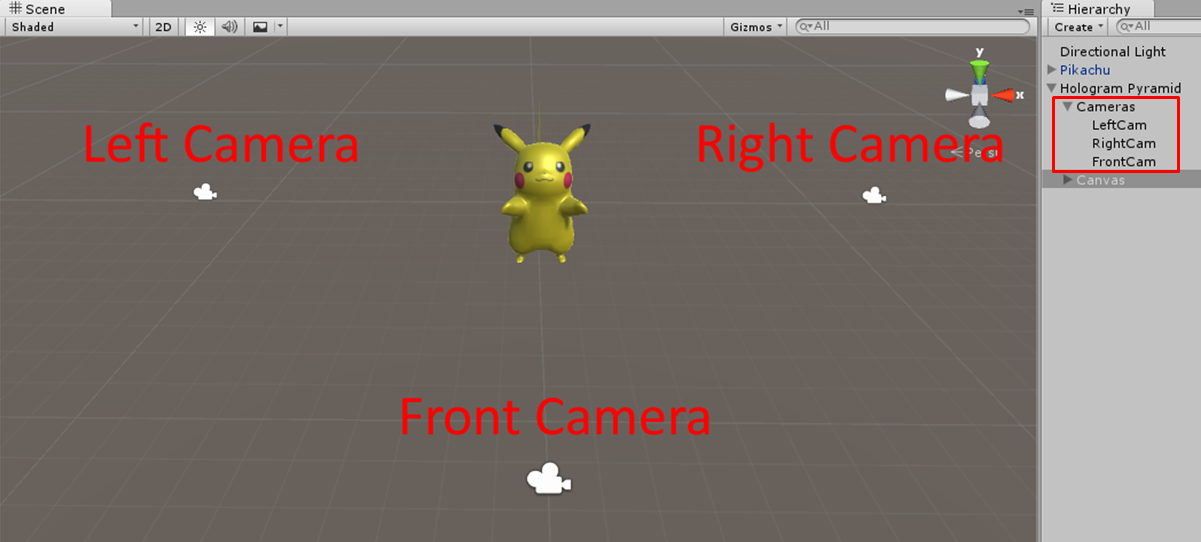 Scene
Shaded
2D
Gizmos
All
y
x
Left Camera
Right Camera
Front Camera
Hierarchy
Create
All
Directional Light
Pikachu
Hologram Pyramid
Cameras
LeftCam
RightCam
FrontCam
Canvas